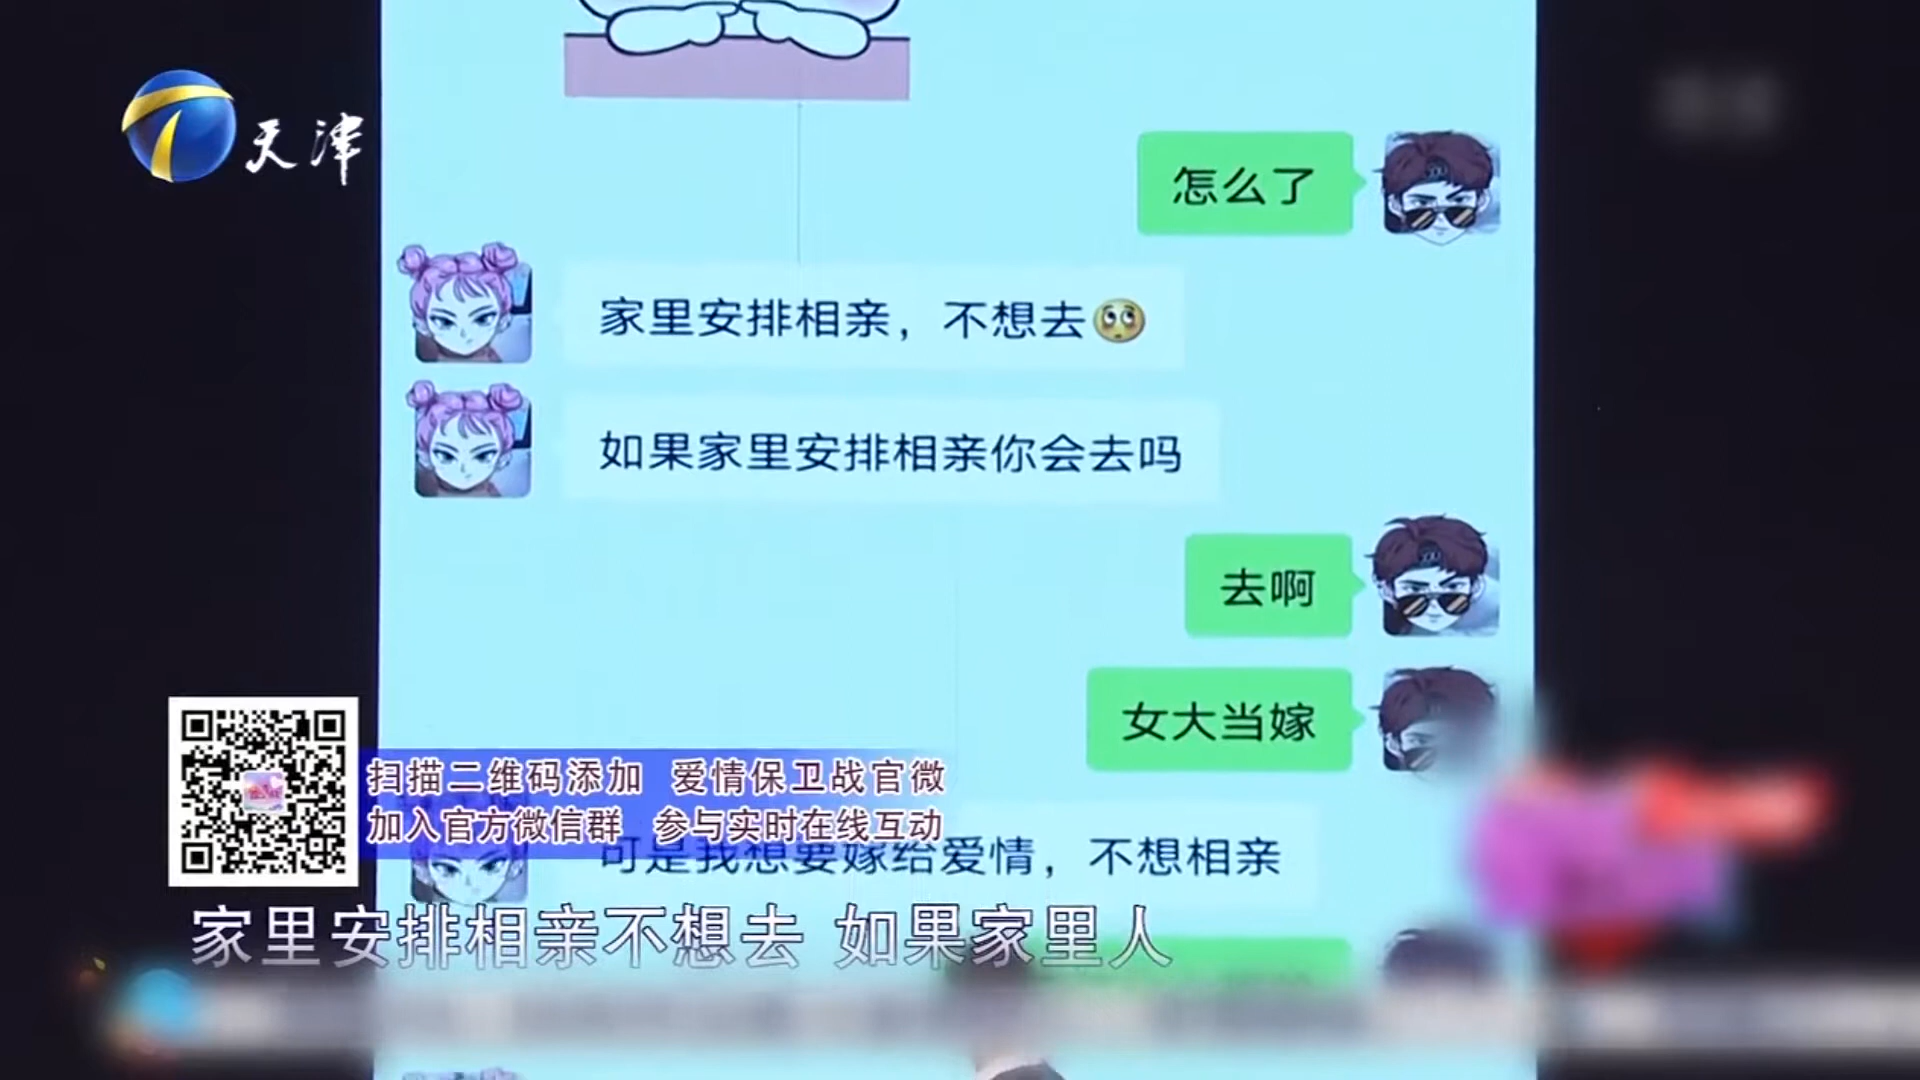 天津
怎么了
家里安排相亲，不想去
如果家里安排相亲你会去吗
去啊
女大当嫁
扫描二维码添加 爱情保卫战官微
加入官方微信群 参与实时在线互动
可是我想要嫁给爱情，不想相亲
家里安排相亲不想去 如果家里人